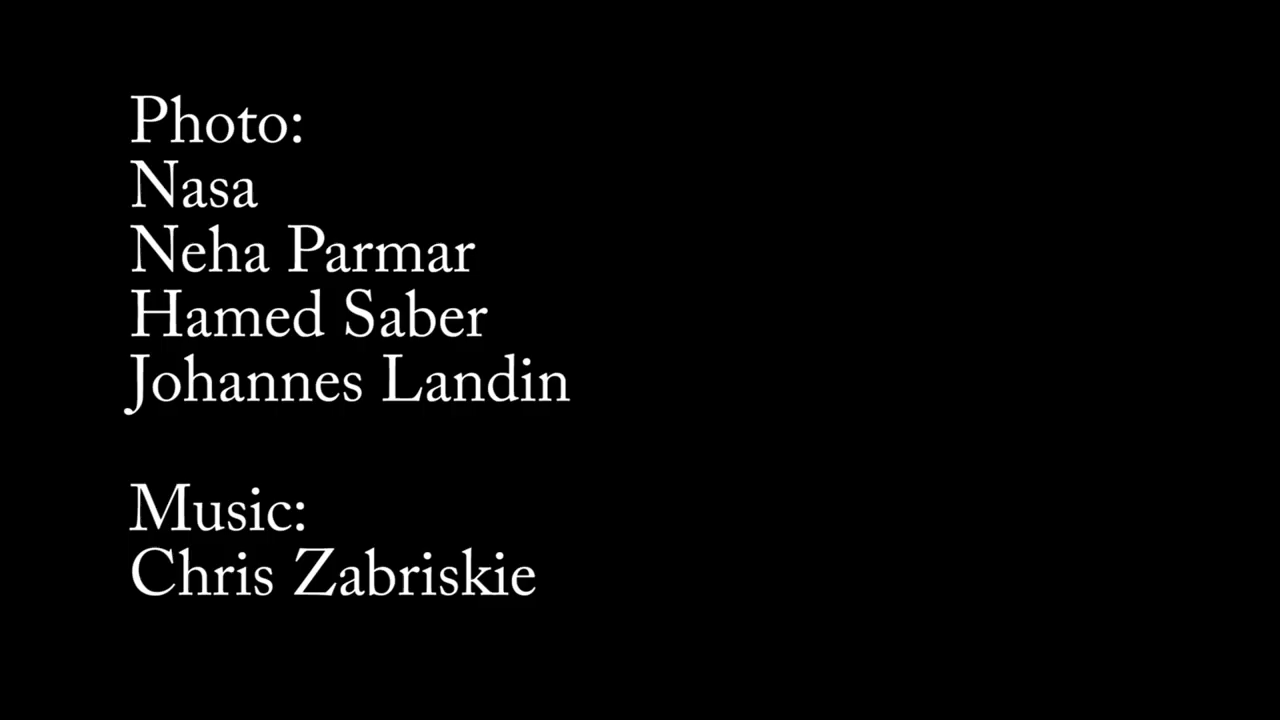 Photo:
Nasa
Neha Parmar
Hamed Saber
Johannes Landin
Music:
Chris Zabriskie